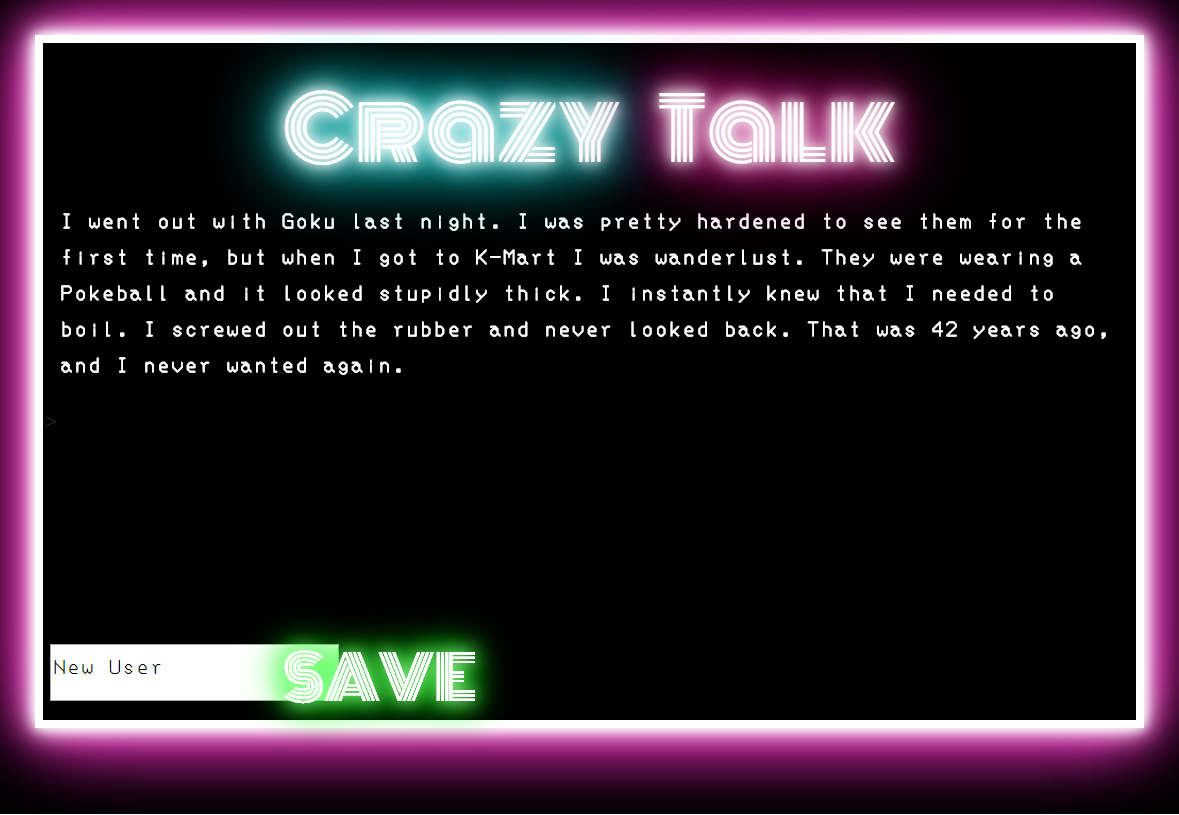 Crazy Talk
I went out with Goku last night. I was pretty hardened to see them for the
first time, but when I got to K-Mart I was wanderlust. They were wearing a
Pokeball and it looked stupidly thick. I instantly knew that I needed to
boil. I screwed out the rubber and never looked back. That was 42 years ago,
and I never wanted again.
>
New User
SAVE